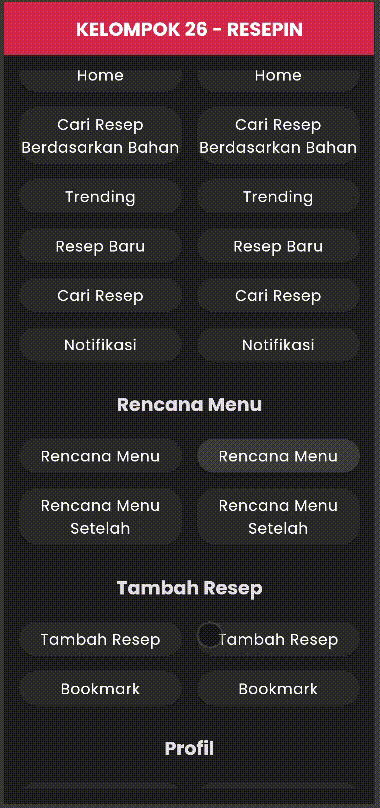 KELOMPOK 26 - RESEPIN
Home
Home
Cari Resep
Berdasarkan Bahan
Cari Resep
Berdasarkan Bahan
Trending
Trending
Resep Baru
Resep Baru
Cari Resep
Cari Resep
Notifikasi
Notifikasi
Rencana Menu
Rencana Menu
Rencana Menu
Rencana Menu
Setelah
Rencana Menu
Setelah
Tambah Resep
Tambah Resep
Tambah Resep
Bookmark
Bookmark
Profil